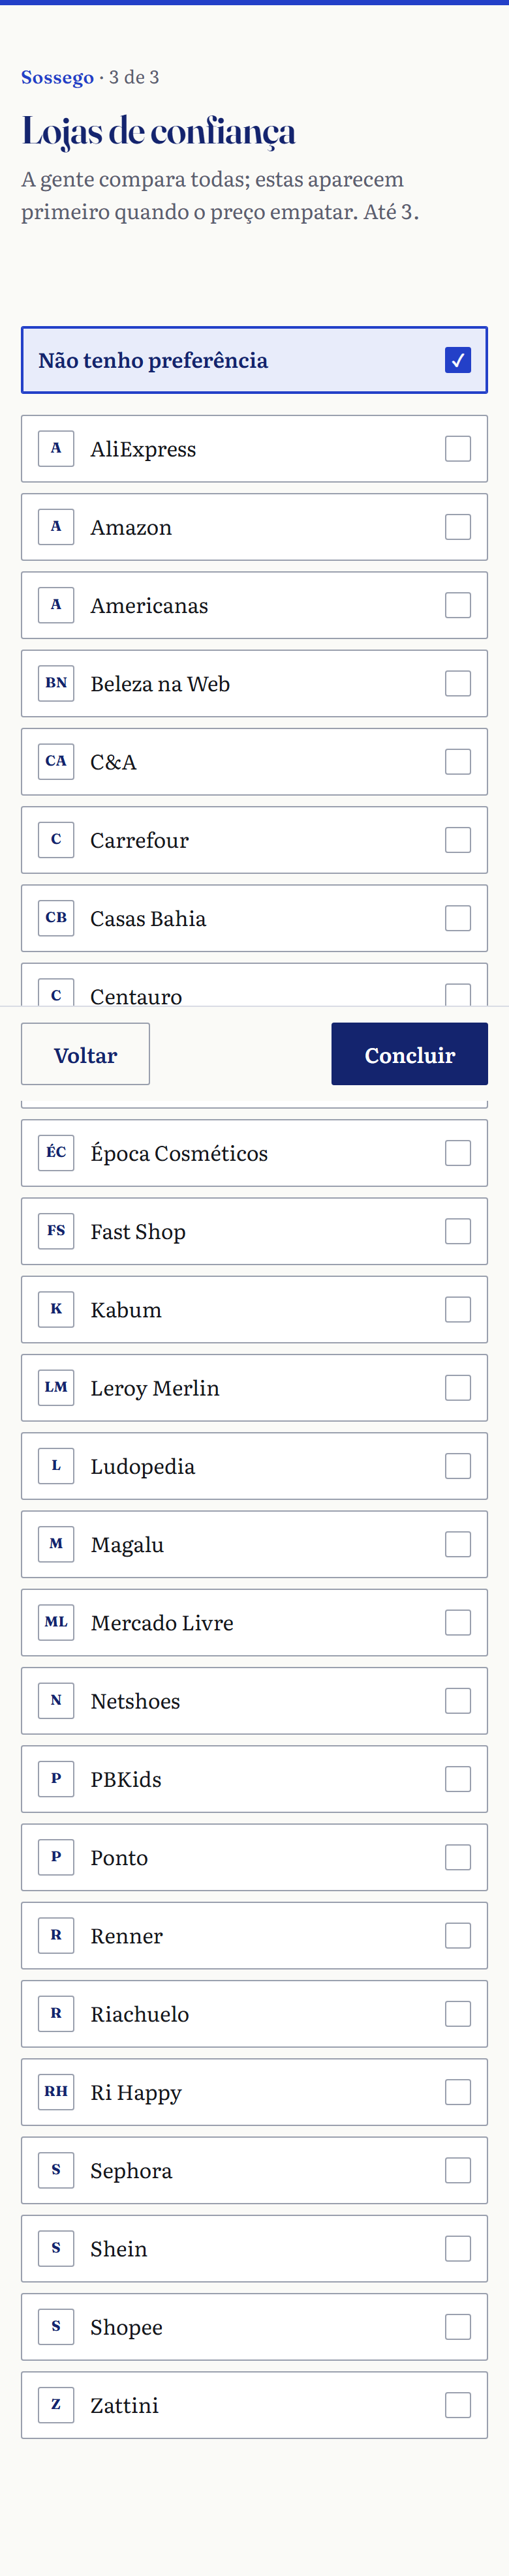 Sossego · 3 de 3
Lojas de confiança
A gente compara todas; estas aparecem
primeiro quando o preço empatar. Até 3.
Não tenho preferência
A AliExpress
A Amazon
A Americanas
BN Beleza na Web
CA C&A
C Carrefour
CB Casas Bahia
C Centauro
Voltar Concluir
ÉC Época Cosméticos
FS Fast Shop
K Kabum
LM Leroy Merlin
L Ludopedia
M Magalu
ML Mercado Livre
N Netshoes
P PBKids
P Ponto
R Renner
R Riachuelo
RH Ri Happy
S Sephora
S Shein
S Shopee
Z Zattini